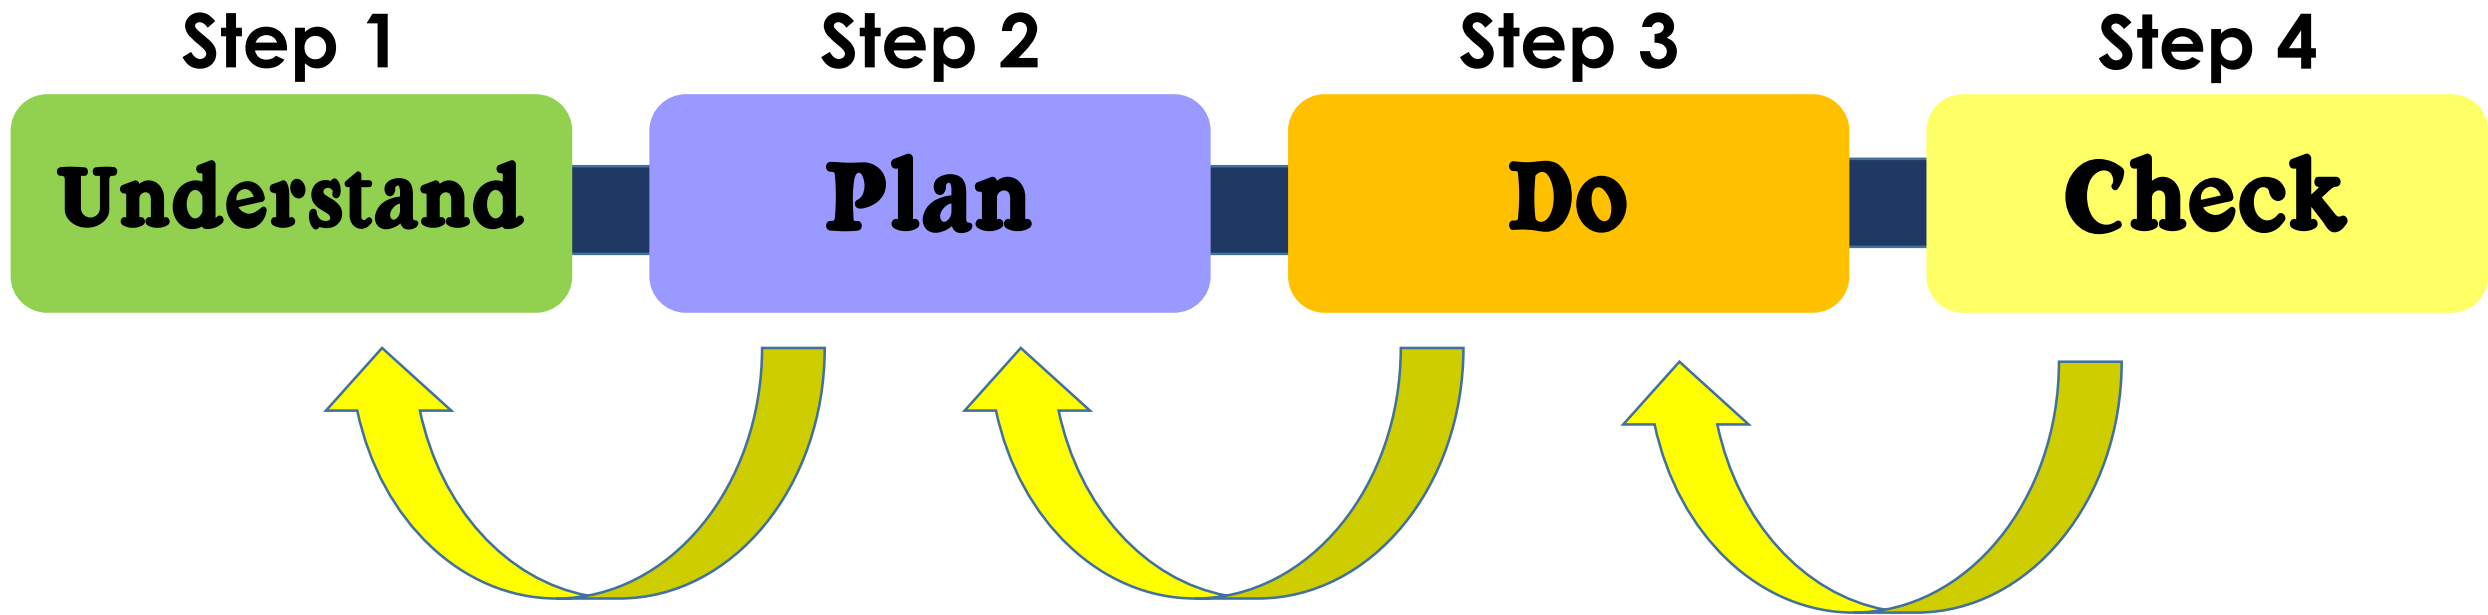 Step 1 Step 2 Step 3 Step 4
Understand Plan Do Check